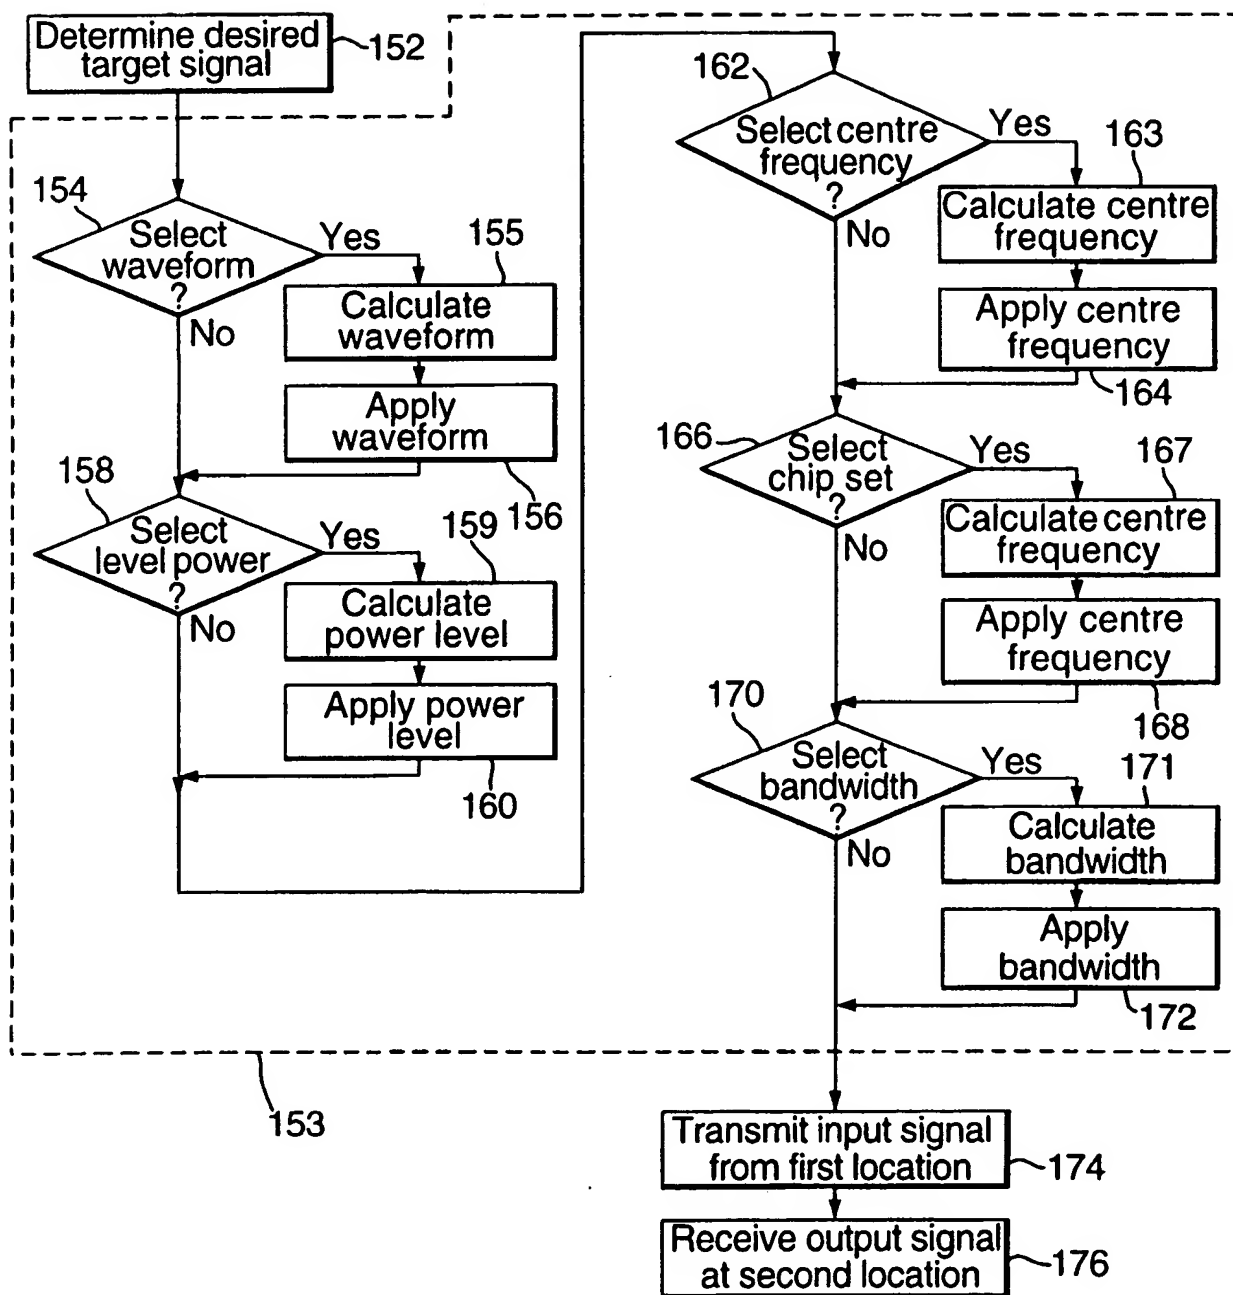 Determine desired
target signal
152
154
Select
waveform
?
Yes
No
155
Calculate
waveform
Apply
waveform
156
158
Select
level power
?
Yes
No
159
Calculate
power level
Apply power
level
160
162
Select centre
frequency
?
Yes
No
163
Calculate centre
frequency
Apply centre
frequency
164
166
Select
chip set
?
Yes
No
167
Calculate centre
frequency
Apply centre
frequency
168
170
Select
bandwidth
?
Yes
No
171
Calculate
bandwidth
Apply
bandwidth
172
153
Transmit input signal
from first location
174
Receive output signal
at second location
176